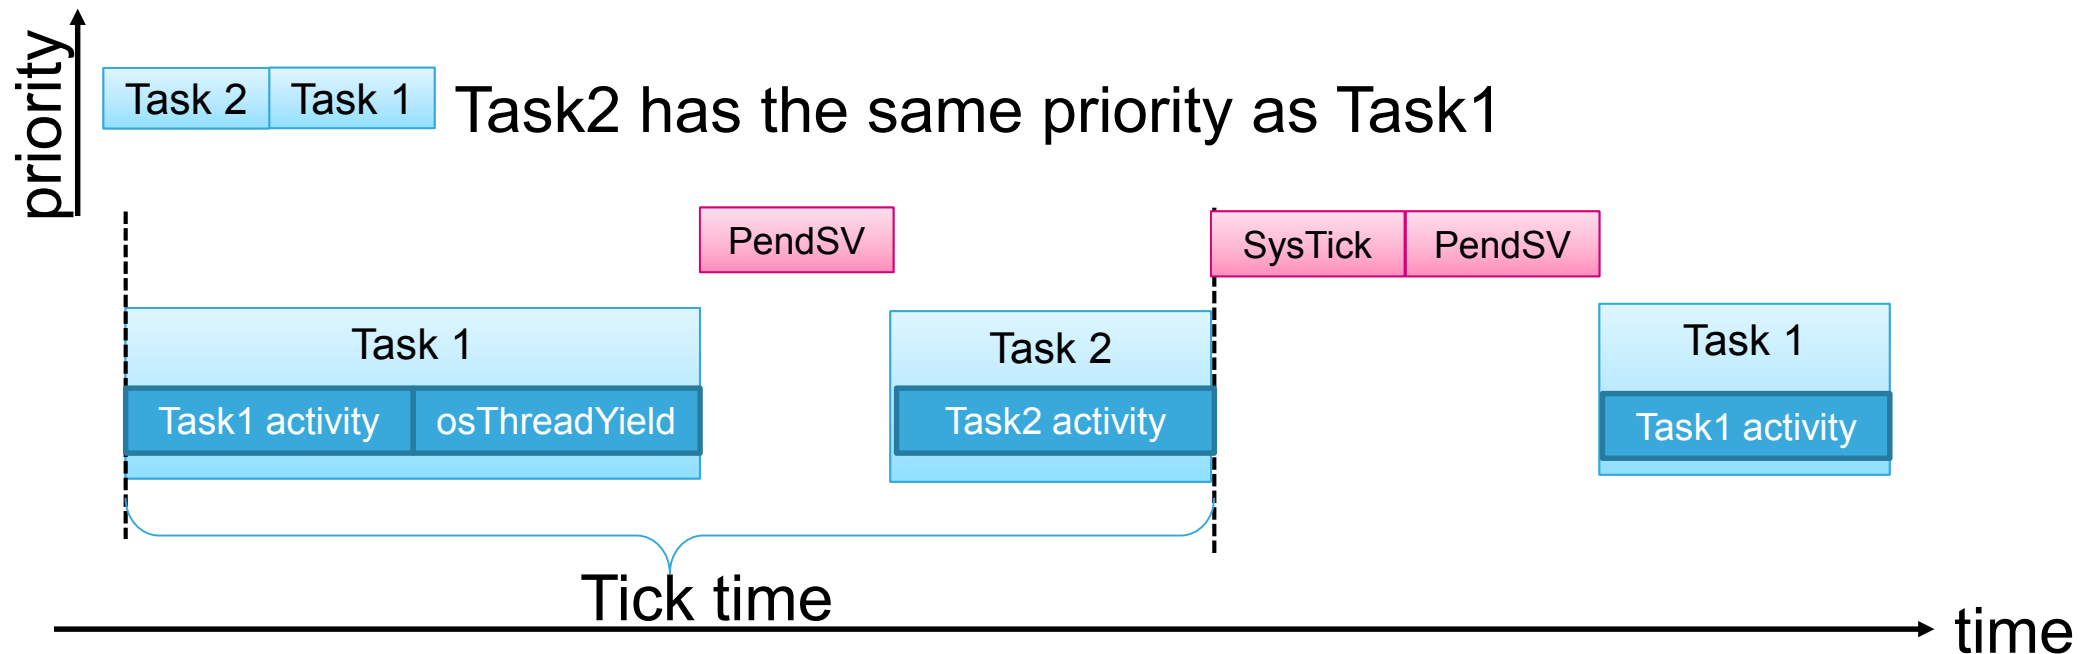 priority
Task 2 Task 1 Task2 has the same priority as Task1
PendSV SysTick PendSV
Task 1 Task 2 Task 1
Task1 activity osThreadYield Task2 activity Task1 activity
Tick time
time